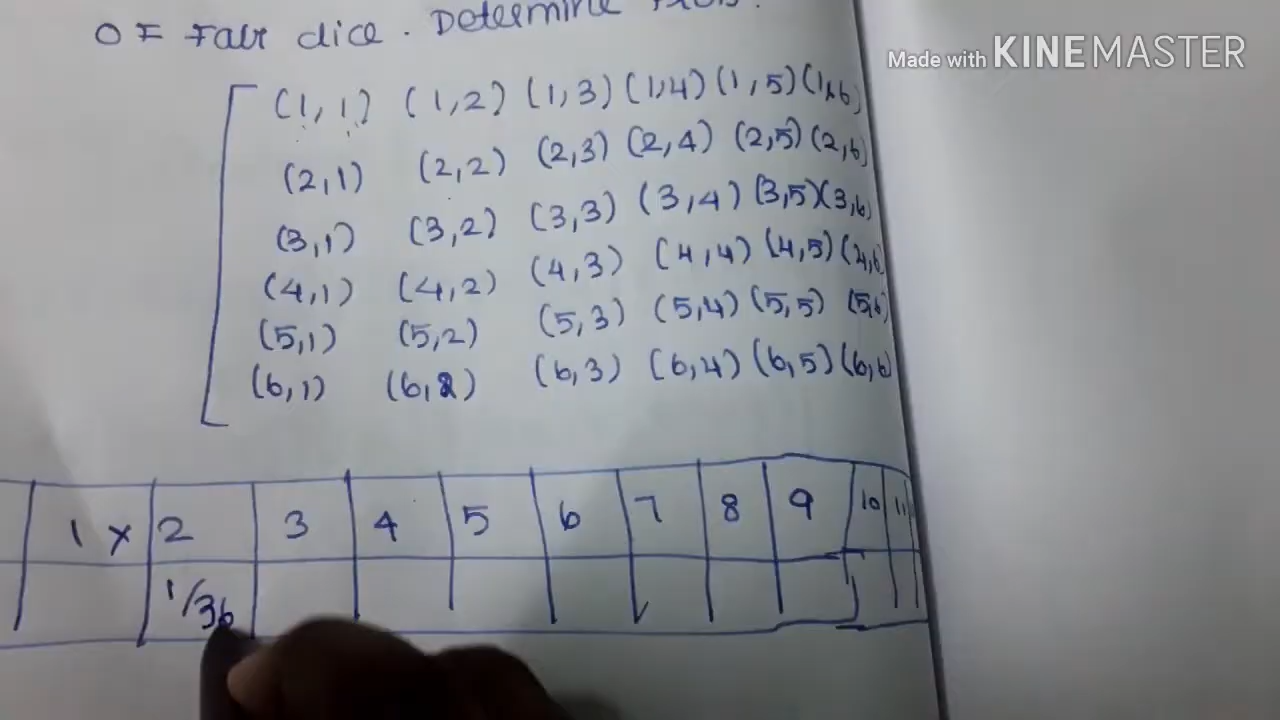 OF Fair dice. Determine
Made with KINEMASTER
(1,1) (1,2) (1,3) (1,4) (1,5) (1,6)
(2,1) (2,2) (2,3) (2,4) (2,5) (2,6)
(3,1) (3,2) (3,3) (3,4) (3,5) (3,6)
(4,1) (4,2) (4,3) (4,4) (4,5) (4,6)
(5,1) (5,2) (5,3) (5,4) (5,5) (5,6)
(6,1) (6,2) (6,3) (6,4) (6,5) (6,6)
1 x 2 3 4 5 6 7 8 9 10 11
1/36